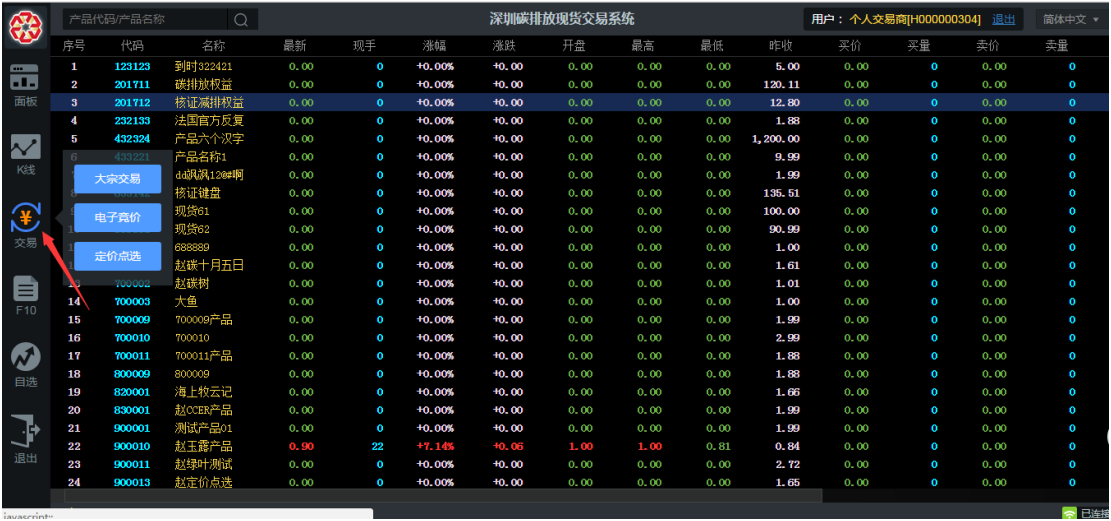 产品代码/产品名称 深圳碳排放现货交易系统 用户：个人交易商[H000000304] 退出 简体中文
序号 代码 名称 最新 现手 涨幅 涨跌 开盘 最高 最低 昨收 买价 买量 卖价 卖量
1 123123 到时322421 0.00 0 +0.00% +0.00 0.00 0.00 0.00 5.00 0.00 0 0.00 0
2 201711 碳排放权益 0.00 0 +0.00% +0.00 0.00 0.00 0.00 120.11 0.00 0 0.00 0
面板
3 201712 核证减排权益 0.00 0 +0.00% +0.00 0.00 0.00 0.00 12.80 0.00 0 0.00 0
4 232133 法国官方反复 0.00 0 +0.00% +0.00 0.00 0.00 0.00 1.88 0.00 0 0.00 0
5 432324 产品六个汉字 0.00 0 +0.00% +0.00 0.00 0.00 0.00 1,200.00 0.00 0 0.00 0
6 433221 产品名称1 0.00 0 +0.00% +0.00 0.00 0.00 0.00 9.99 0.00 0 0.00 0
K线
大宗交易 dd飒飒12@#啊 0.00 0 +0.00% +0.00 0.00 0.00 0.00 1.99 0.00 0 0.00 0
核证键盘 0.00 0 +0.00% +0.00 0.00 0.00 0.00 135.51 0.00 0 0.00 0
电子竞价 现货61 0.00 0 +0.00% +0.00 0.00 0.00 0.00 100.00 0.00 0 0.00 0
现货62 0.00 0 +0.00% +0.00 0.00 0.00 0.00 90.99 0.00 0 0.00 0
交易
定价点选 688889 0.00 0 +0.00% +0.00 0.00 0.00 0.00 1.00 0.00 0 0.00 0
赵碳十月五日 0.00 0 +0.00% +0.00 0.00 0.00 0.00 1.61 0.00 0 0.00 0
13 700002 赵碳树 0.00 0 +0.00% +0.00 0.00 0.00 0.00 1.01 0.00 0 0.00 0
14 700003 大鱼 0.00 0 +0.00% +0.00 0.00 0.00 0.00 1.00 0.00 0 0.00 0
F10
15 700009 700009产品 0.00 0 +0.00% +0.00 0.00 0.00 0.00 1.99 0.00 0 0.00 0
16 700010 700010 0.00 0 +0.00% +0.00 0.00 0.00 0.00 2.99 0.00 0 0.00 0
17 700011 700011产品 0.00 0 +0.00% +0.00 0.00 0.00 0.00 1.88 0.00 0 0.00 0
18 800009 800009 0.00 0 +0.00% +0.00 0.00 0.00 0.00 1.88 0.00 0 0.00 0
自选
19 820001 海上牧云记 0.00 0 +0.00% +0.00 0.00 0.00 0.00 1.66 0.00 0 0.00 0
20 830001 赵CCER产品 0.00 0 +0.00% +0.00 0.00 0.00 0.00 1.99 0.00 0 0.00 0
21 900001 测试产品01 0.00 0 +0.00% +0.00 0.00 0.00 0.00 1.99 0.00 0 0.00 0
22 900010 赵玉露产品 0.90 22 +7.14% +0.06 1.00 1.00 0.81 0.84 0.00 0 0.00 0
退出
23 900011 赵绿叶测试 0.00 0 +0.00% +0.00 0.00 0.00 0.00 2.72 0.00 0 0.00 0
24 900013 赵定价点选 0.00 0 +0.00% +0.00 0.00 0.00 0.00 1.65 0.00 0 0.00 0
javascript:; 已连接